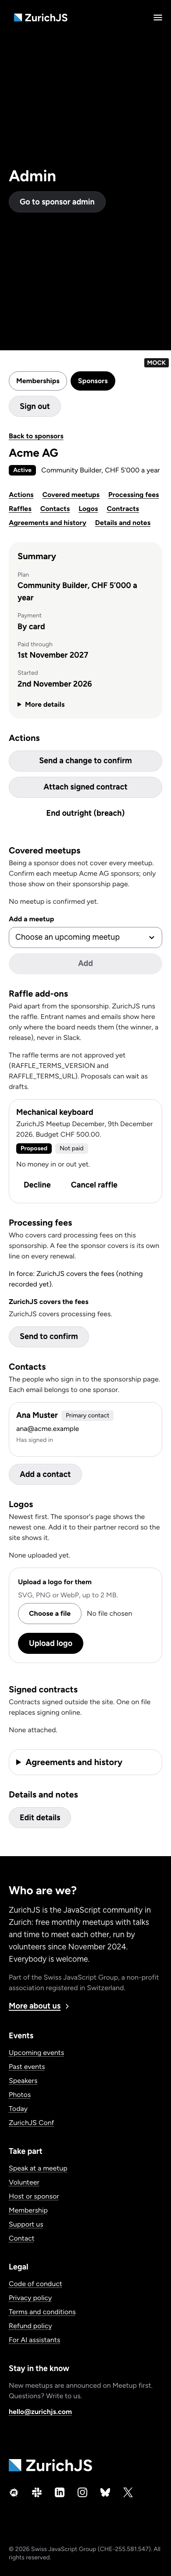 ZurichJS
Admin
Go to sponsor admin
MOCK
Memberships
Sponsors
Sign out
Back to sponsors
Acme AG
Active
Community Builder, CHF 5'000 a year
Actions
Covered meetups
Processing fees
Raffles
Contacts
Logos
Contracts
Agreements and history
Details and notes
Summary
Plan
Community Builder, CHF 5'000 a
year
Payment
By card
Paid through
1st November 2027
Started
2nd November 2026
More details
Actions
Send a change to confirm
Attach signed contract
End outright (breach)
Covered meetups
Being a sponsor does not cover every meetup.
Confirm each meetup Acme AG sponsors; only
those show on their sponsorship page.
No meetup is confirmed yet.
Add a meetup
Choose an upcoming meetup
Add
Raffle add-ons
Paid apart from the sponsorship. ZurichJS runs
the raffle. Entrant names and emails show here
only where the board needs them (the winner, a
release), never in Slack.
The raffle terms are not approved yet
(RAFFLE_TERMS_VERSION and
RAFFLE_TERMS_URL). Proposals can wait as
drafts.
Mechanical keyboard
ZurichJS Meetup December, 9th December
2026. Budget CHF 500.00.
Proposed
Not paid
No money in or out yet.
Decline
Cancel raffle
Processing fees
Who covers card processing fees on this
sponsorship. A fee the sponsor covers is its own
line on every renewal.
In force: ZurichJS covers the fees (nothing
recorded yet).
ZurichJS covers the fees
ZurichJS covers processing fees.
Send to confirm
Contacts
The people who sign in to the sponsorship page.
Each email belongs to one sponsor.
Ana Muster
Primary contact
ana@acme.example
Has signed in
Add a contact
Logos
Newest first. The sponsor's page shows the
newest one. Add it to their partner record so the
site shows it.
None uploaded yet.
Upload a logo for them
SVG, PNG or WebP, up to 2 MB.
Choose a file
No file chosen
Upload logo
Signed contracts
Contracts signed outside the site. One on file
replaces signing online.
None attached.
Agreements and history
Details and notes
Edit details
Who are we?
ZurichJS is the JavaScript community in
Zurich: free monthly meetups with talks
and time to meet each other, run by
volunteers since November 2024.
Everybody is welcome.
Part of the Swiss JavaScript Group, a non-profit
association registered in Switzerland.
More about us
Events
Upcoming events
Past events
Speakers
Photos
Today
ZurichJS Conf
Take part
Speak at a meetup
Volunteer
Host or sponsor
Membership
Support us
Contact
Legal
Code of conduct
Privacy policy
Terms and conditions
Refund policy
For AI assistants
Stay in the know
New meetups are announced on Meetup first.
Questions? Write to us.
hello@zurichjs.com
ZurichJS
© 2026 Swiss JavaScript Group (CHE-255.581.547). All
rights reserved.